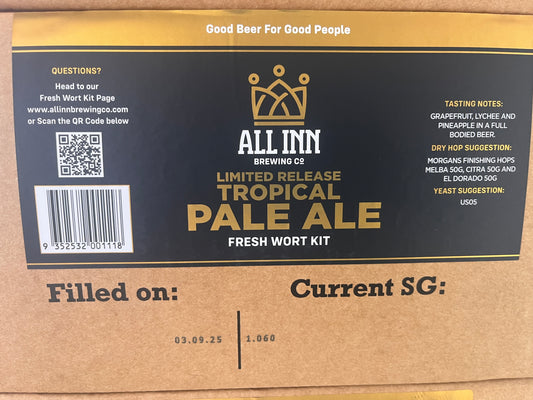 Good Beer For Good People
QUESTIONS?
Head to our
Fresh Wort Kit Page
www.allinnbrewingco.com
or Scan the QR Code below
9 352532 001118
ALL INN
BREWING CO
LIMITED RELEASE
TROPICAL
PALE ALE
FRESH WORT KIT
TASTING NOTES:
GRAPEFRUIT, LYCHEE AND
PINEAPPLE IN A FULL
BODIED BEER.
DRY HOP SUGGESTION:
MORGANS FINISHING HOPS
MELBA 50G, CITRA 50G AND
EL DORADO 50G
YEAST SUGGESTION:
US05
Filled on:
Current SG:
03.09.25
1.060